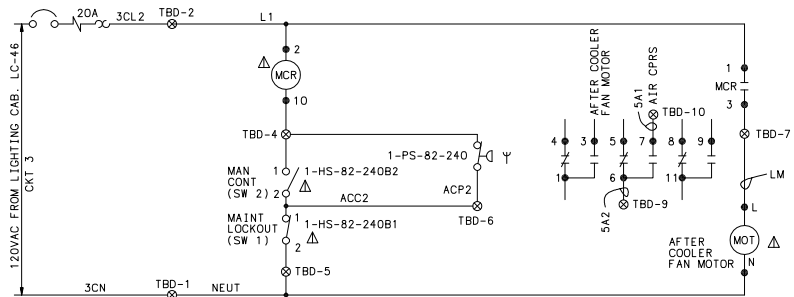 20A
3CL2
TBD-2
L1
120VAC FROM LIGHTING CAB. LC-46
CKT 3
2
MCR
10
TBD-4
1-PS-82-240
MAN
CONT
(SW 2)
1
2
1-HS-82-240B2
ACC2
ACP2
TBD-6
MAINT
LOCKOUT
(SW 1)
1
2
1-HS-82-240B1
TBD-5
3CN
TBD-1
NEUT
AFTER COOLER
FAN MOTOR
5A1
AIR CPRS
TBD-10
4
3
5
7
8
9
1
6
11
5A2
TBD-9
1
MCR
3
TBD-7
LM
L
MOT
N
AFTER
COOLER
FAN MOTOR